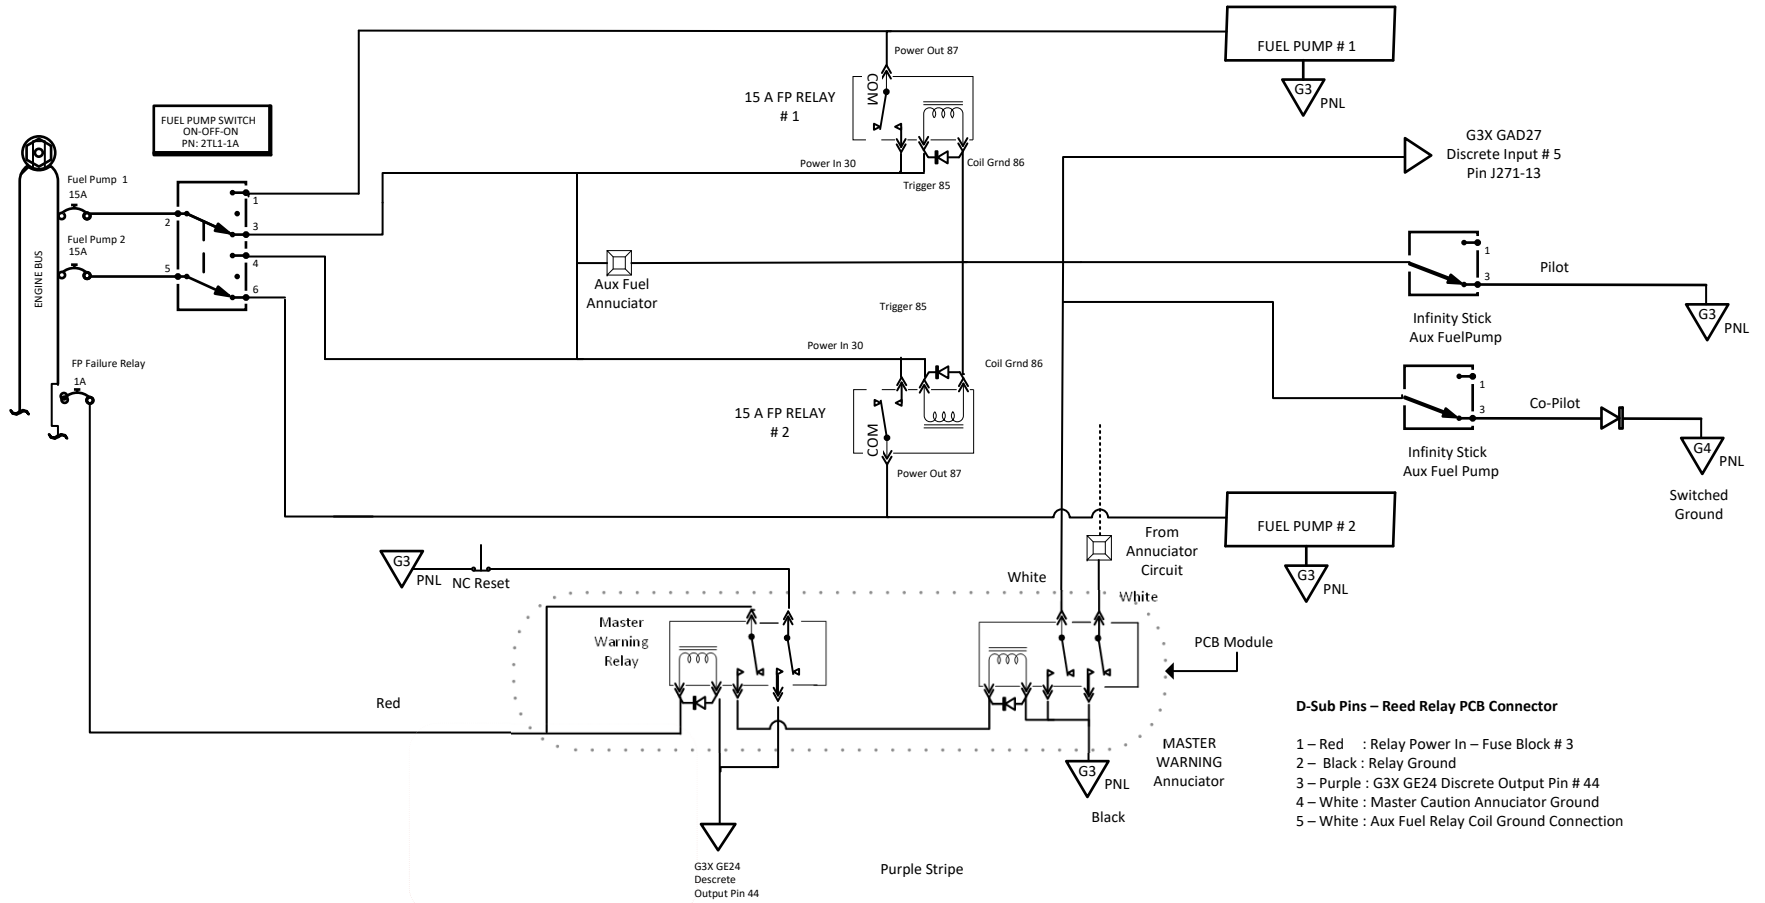 FUEL PUMP # 1
G3
PNL
Power Out 87
COM
15 A FP RELAY
# 1
Power In 30
Coil Grnd 86
Trigger 85
FUEL PUMP SWITCH
ON-OFF-ON
PN: 2TL1-1A
Fuel Pump 1
15A
Fuel Pump 2
15A
ENGINE BUS
2
5
1
3
4
6
G3X GAD27
Discrete Input # 5
Pin J271-13
Aux Fuel
Annuciator
1
3
Pilot
G3
PNL
Infinity Stick
Aux FuelPump
Trigger 85
Power In 30
Coil Grnd 86
15 A FP RELAY
# 2
COM
Power Out 87
FP Failure Relay
1A
1
3
Co-Pilot
G4
PNL
Infinity Stick
Aux Fuel Pump
Switched
Ground
FUEL PUMP # 2
G3
PNL
From
Annuciator
Circuit
G3
PNL
NC Reset
White
White
Master
Warning
Relay
PCB Module
Red
MASTER
WARNING
Annuciator
G3
PNL
Black
G3X GE24
Descrete
Output Pin 44
Purple Stripe
D-Sub Pins – Reed Relay PCB Connector
1 – Red : Relay Power In – Fuse Block # 3
2 – Black : Relay Ground
3 – Purple : G3X GE24 Discrete Output Pin # 44
4 – White : Master Caution Annuciator Ground
5 – White : Aux Fuel Relay Coil Ground Connection